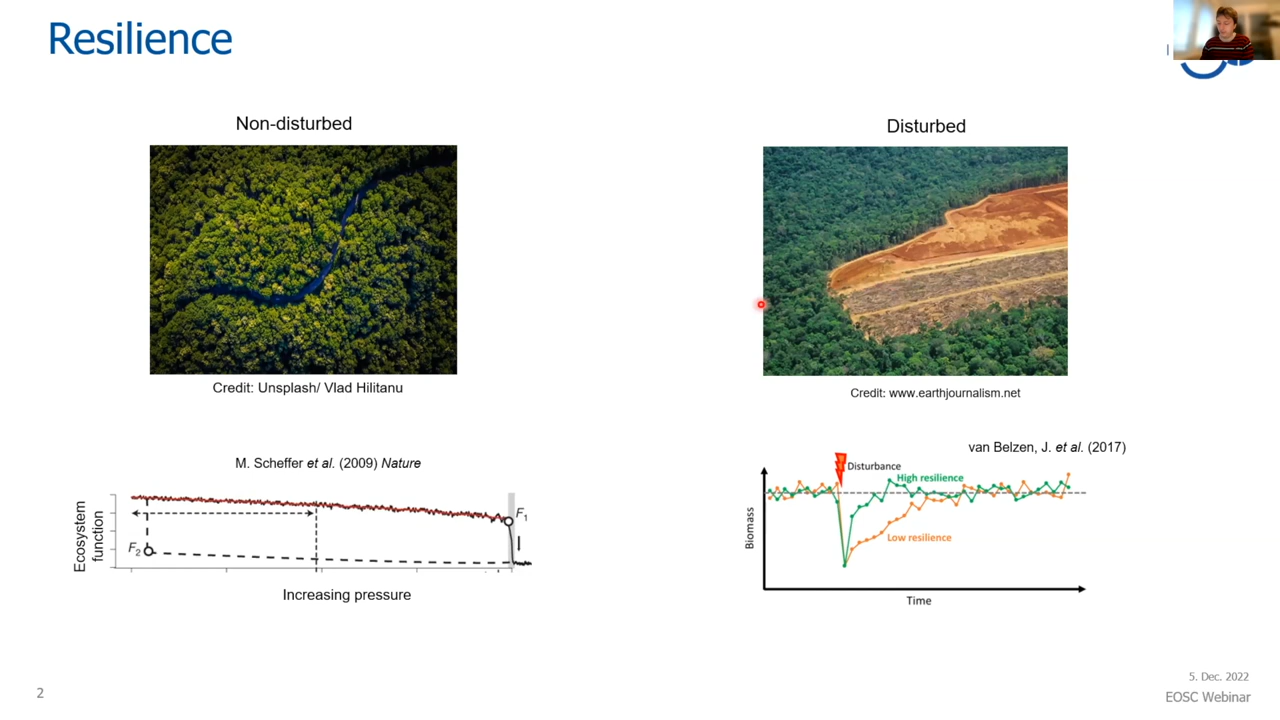 Resilience
Non-disturbed
Disturbed
Credit: Unsplash/ Vlad Hilitanu
Credit: www.earthjournalism.net
M. Scheffer et al. (2009) Nature
Ecosystem
function
F1
F2
Increasing pressure
van Belzen, J. et al. (2017)
Disturbance
High resilience
Low resilience
Biomass
Time
2
5. Dec. 2022
EOSC Webinar